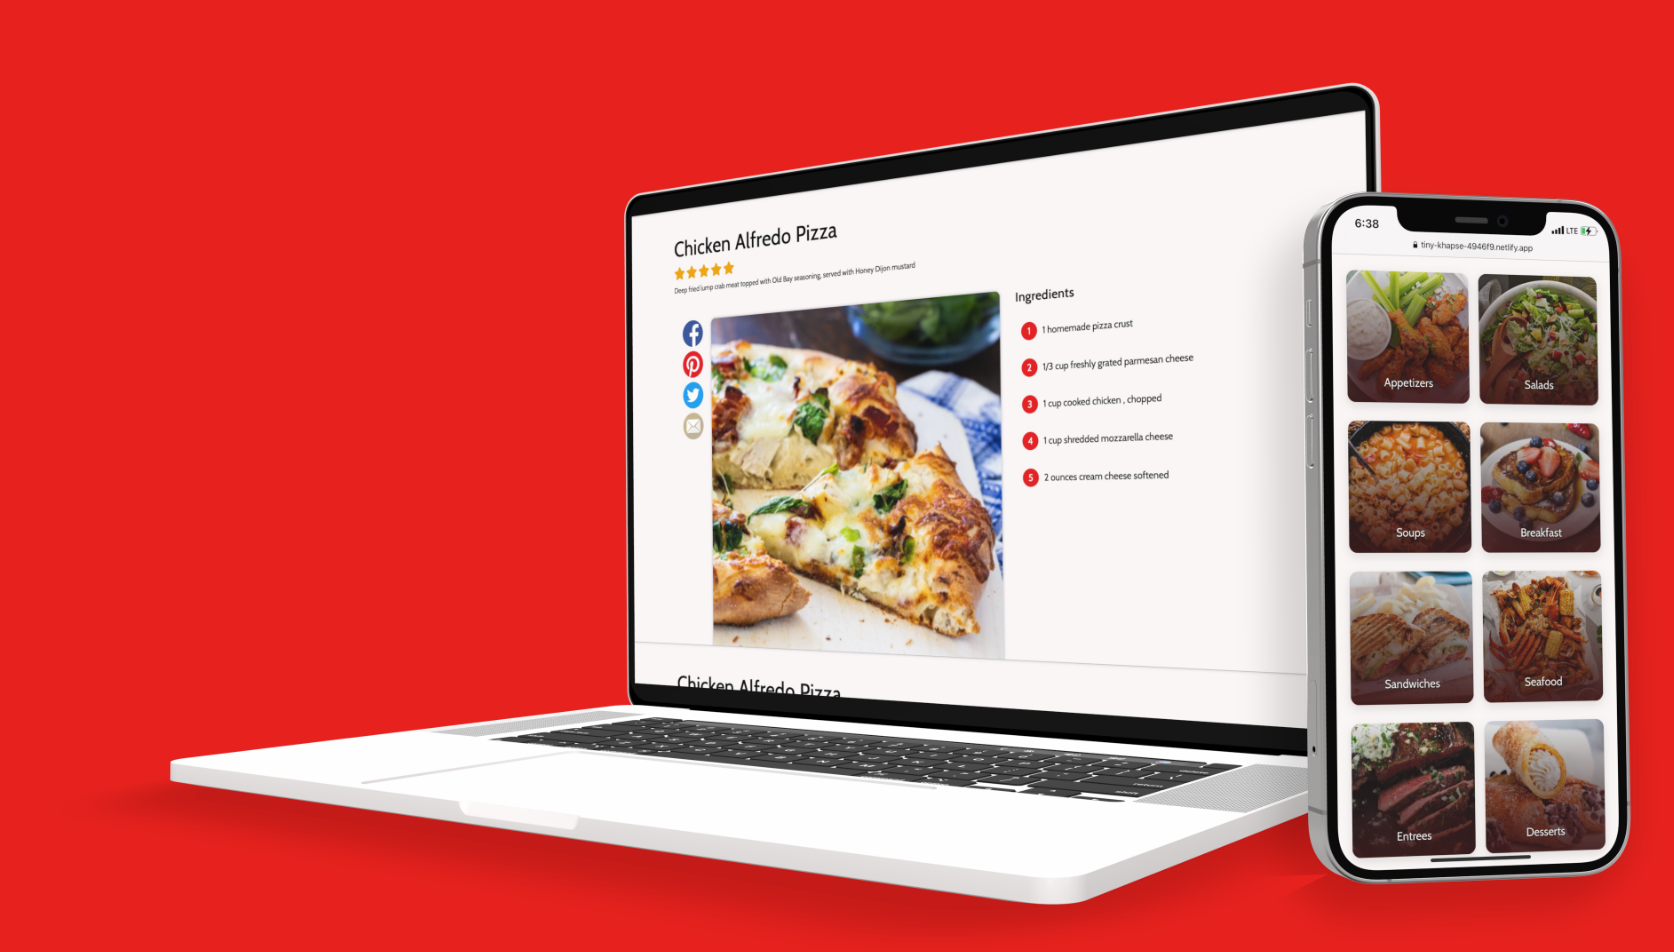 Chicken Alfredo Pizza
Deep fried lump crab meat topped with Old Bay seasoning, served with Honey Dijon mustard
Ingredients
1 1 homemade pizza crust
2 1/3 cup freshly grated parmesan cheese
3 1 cup cooked chicken , chopped
4 1 cup shredded mozzarella cheese
5 2 ounces cream cheese softened
Chicken Alfredo Pizza
6:38
LTE
tiny-khapse-4946f9.netlify.app
Appetizers
Salads
Soups
Breakfast
Sandwiches
Seafood
Entrees
Desserts